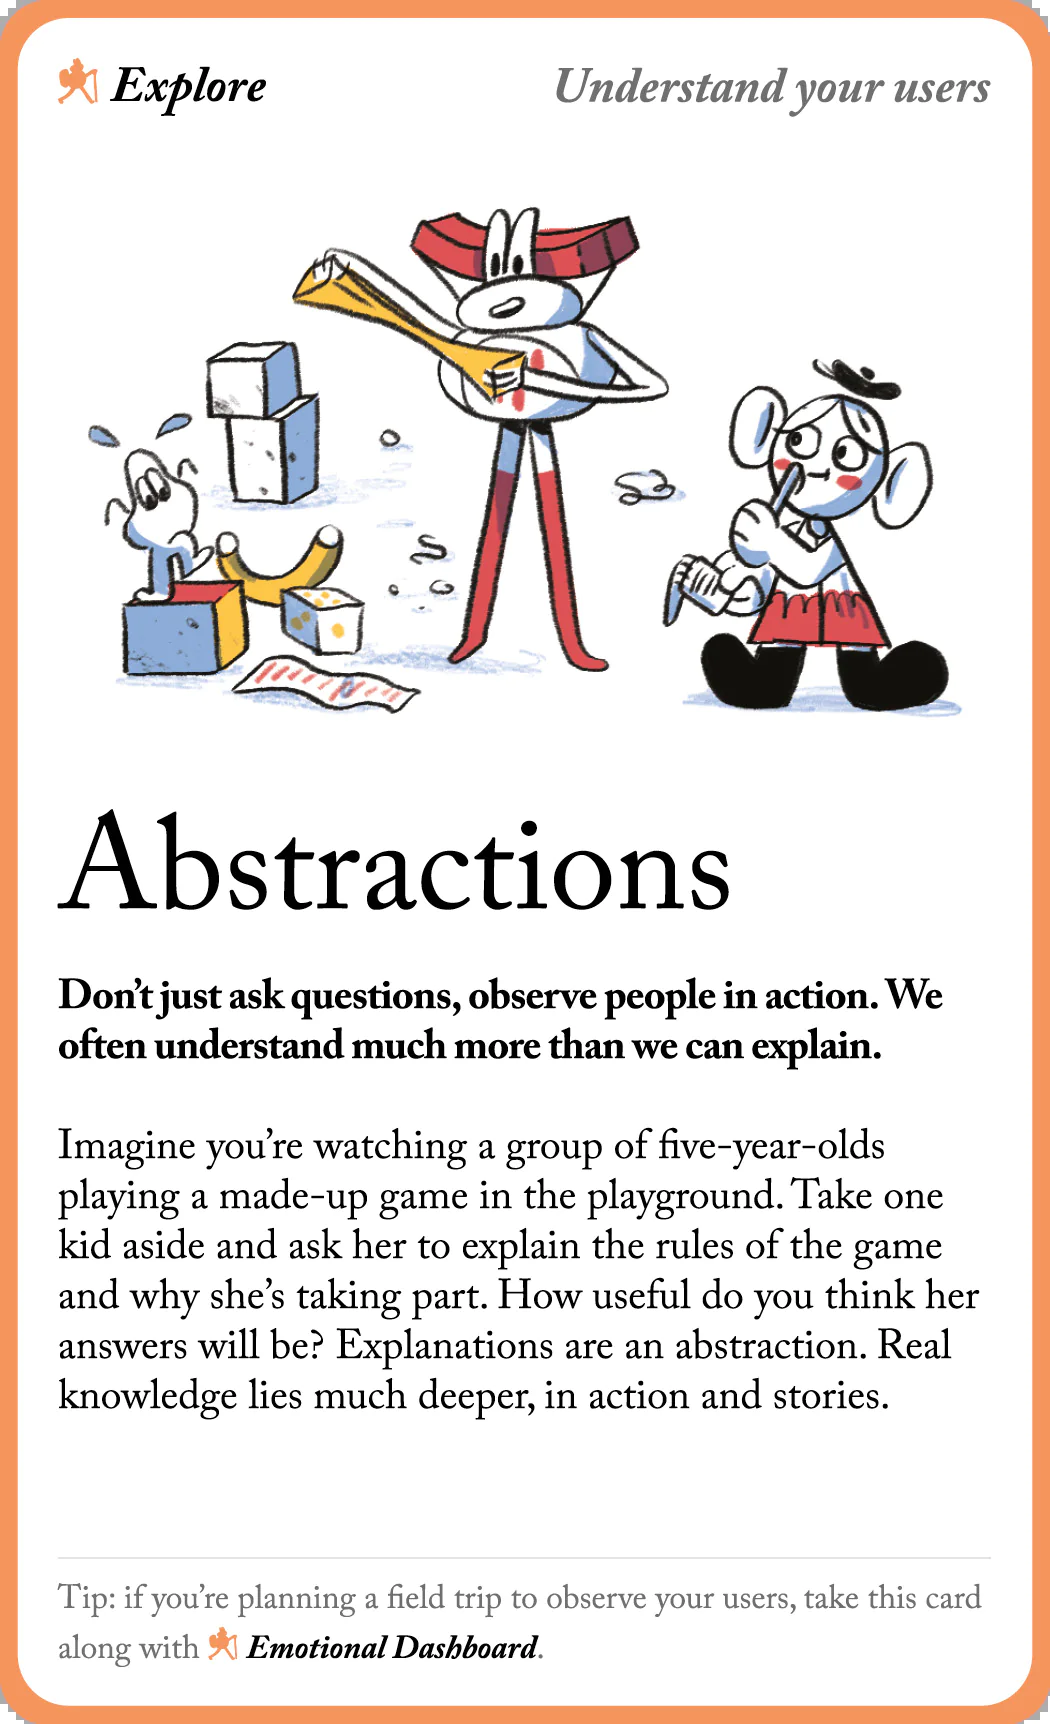 Explore
Understand your users
Abstractions
Don’t just ask questions, observe people in action. We
often understand much more than we can explain.
Imagine you’re watching a group of five-year-olds
playing a made-up game in the playground. Take one
kid aside and ask her to explain the rules of the game
and why she’s taking part. How useful do you think her
answers will be? Explanations are an abstraction. Real
knowledge lies much deeper, in action and stories.
Tip: if you’re planning a field trip to observe your users, take this card
along with Emotional Dashboard.